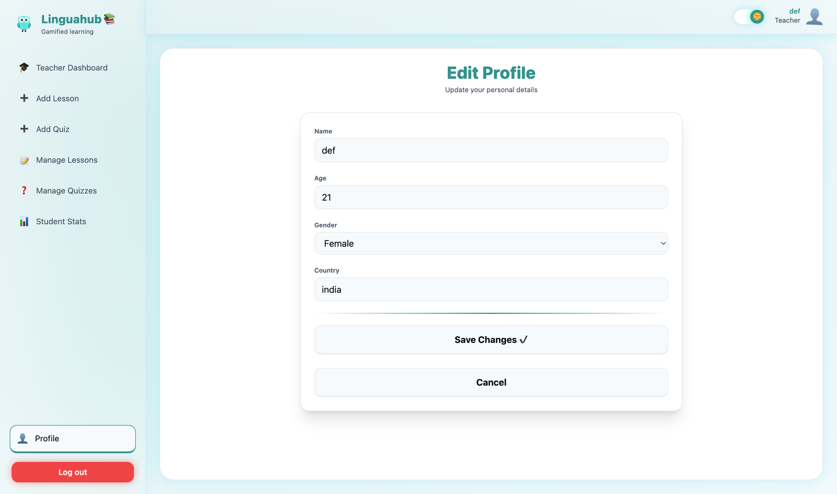 Linguahub
Gamified learning
Teacher Dashboard
Add Lesson
Add Quiz
Manage Lessons
Manage Quizzes
Student Stats
Profile
Log out
def
Teacher
Edit Profile
Update your personal details
Name
def
Age
21
Gender
Female
Country
india
Save Changes ✓
Cancel